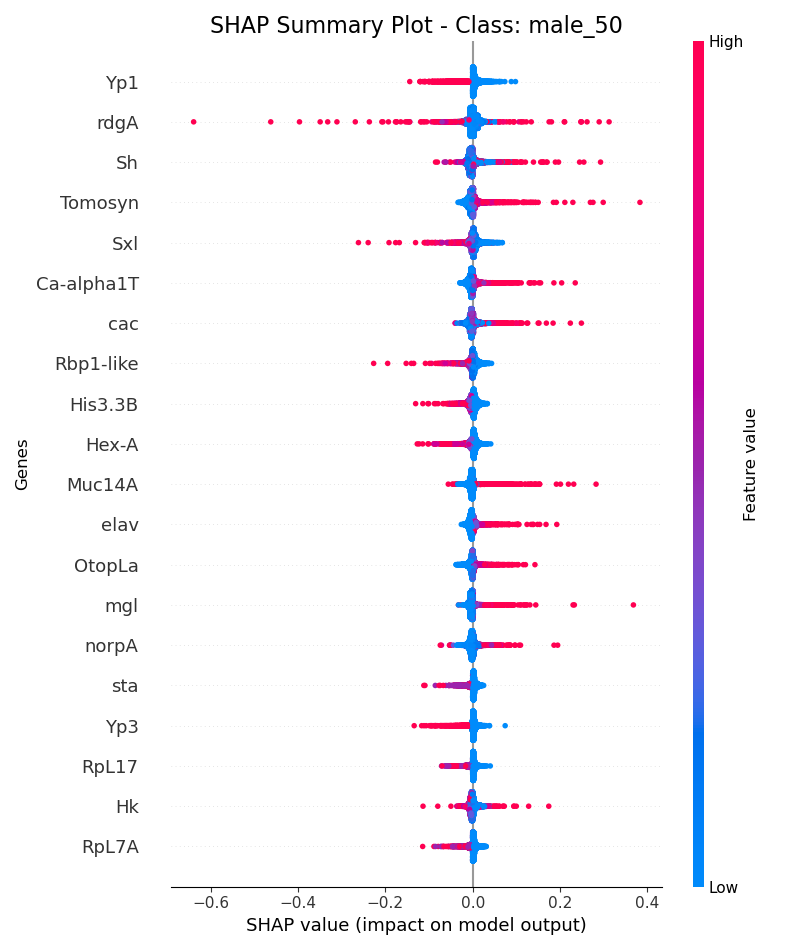 SHAP Summary Plot - Class: male_50
High
Yp1
rdgA
Sh
Tomosyn
Sxl
Ca-alpha1T
cac
Rbp1-like
His3.3B
Hex-A
Muc14A
elav
OtopLa
mgl
norpA
sta
Yp3
RpL17
Hk
RpL7A
Genes
Feature value
Low
−0.6 −0.4 −0.2 0.0 0.2 0.4
SHAP value (impact on model output)